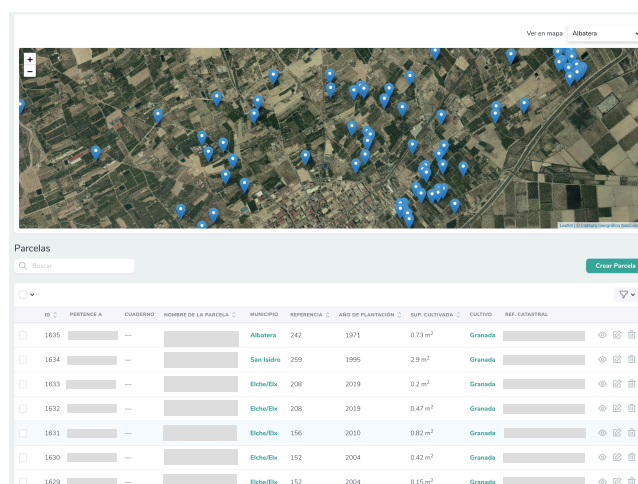 Ver en mapa Albatera
+
−
Leaflet | © Instituto Geográfico Nacional
Parcelas
Buscar
Crear Parcela
ID PERTENCE A CUADERNO NOMBRE DE LA PARCELA MUNICIPIO REFERENCIA AÑO DE PLANTACIÓN SUP. CULTIVADA CULTIVO REF. CATASTRAL
1635 — Albatera 242 1971 0.73 m² Granada
1634 — San Isidro 259 1995 2.9 m² Granada
1633 — Elche/Elx 208 2019 0.2 m² Granada
1632 — Elche/Elx 208 2019 0.47 m² Granada
1631 — Elche/Elx 156 2010 0.82 m² Granada
1630 — Elche/Elx 152 2004 0.42 m² Granada
1629 — Elche/Elx 152 2004 0.15 m² Granada